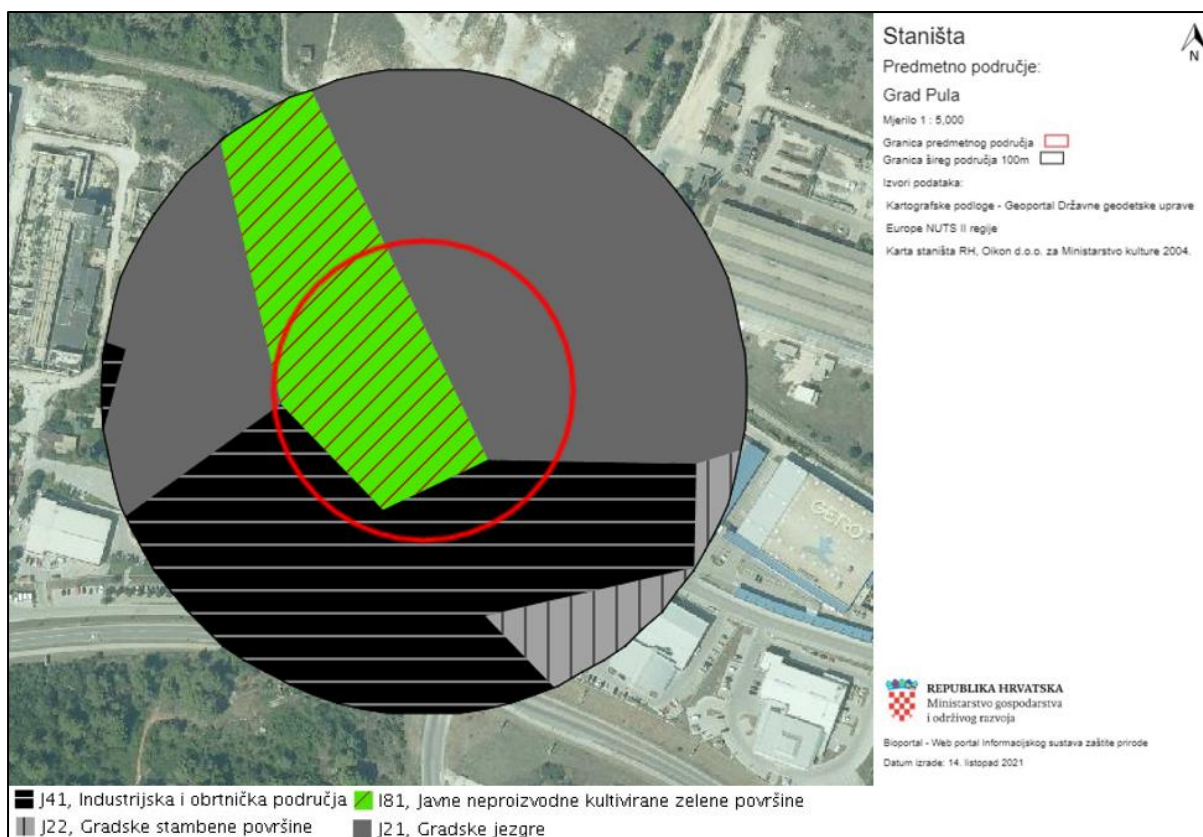 Staništa
Predmetno područje:
Grad Pula
Mjerilo 1 : 5,000
Granica predmetnog područja
Granica šireg područja 100m
Izvori podataka:
Kartografske podloge - Geoportal Državne geodetske uprave
Europe NUTS II regije
Karta staništa RH, Oikon d.o.o. za Ministarstvo kulture 2004.
N
REPUBLIKA HRVATSKA
Ministarstvo gospodarstva
i održivog razvoja
Bioportal - Web portal Informacijskog sustava zaštite prirode
Datum izrade: 14. listopad 2021
J41, Industrijska i obrtnička područja
I81, Javne neproizvodne kultivirane zelene površine
J22, Gradske stambene površine
J21, Gradske jezgre